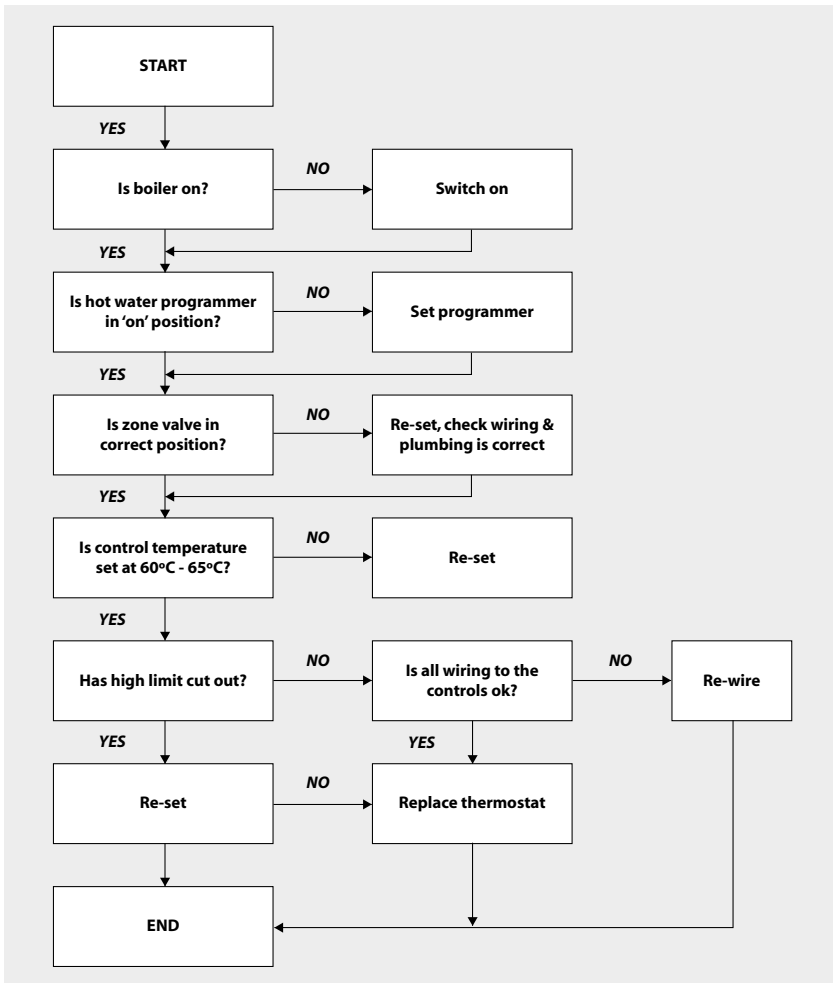 START
YES
Is boiler on?
NO
Switch on
YES
Is hot water programmer
in ‘on’ position?
NO
Set programmer
YES
Is zone valve in
correct position?
NO
Re-set, check wiring &
plumbing is correct
YES
Is control temperature
set at 60ºC - 65ºC?
NO
Re-set
YES
Has high limit cut out?
NO
Is all wiring to the
controls ok?
NO
Re-wire
YES
YES
Re-set
NO
Replace thermostat
END